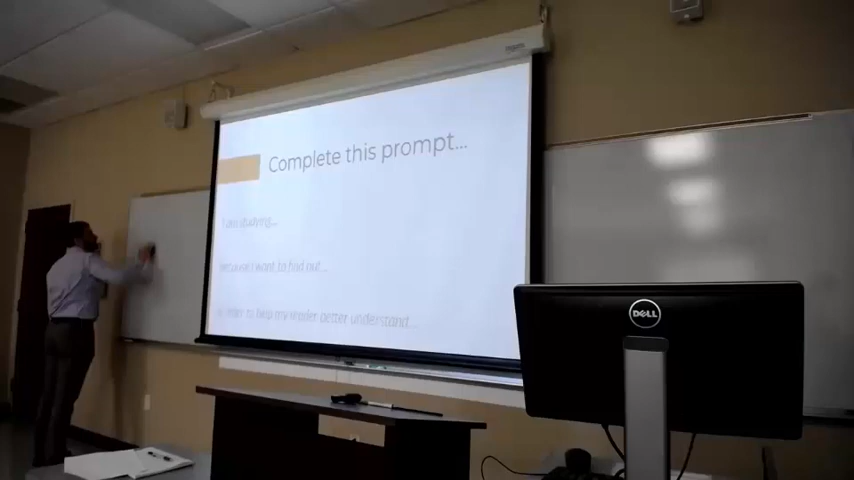 Complete this prompt...
I am studying...
because I want to find out...
in order to help my reader better understand...
DELL